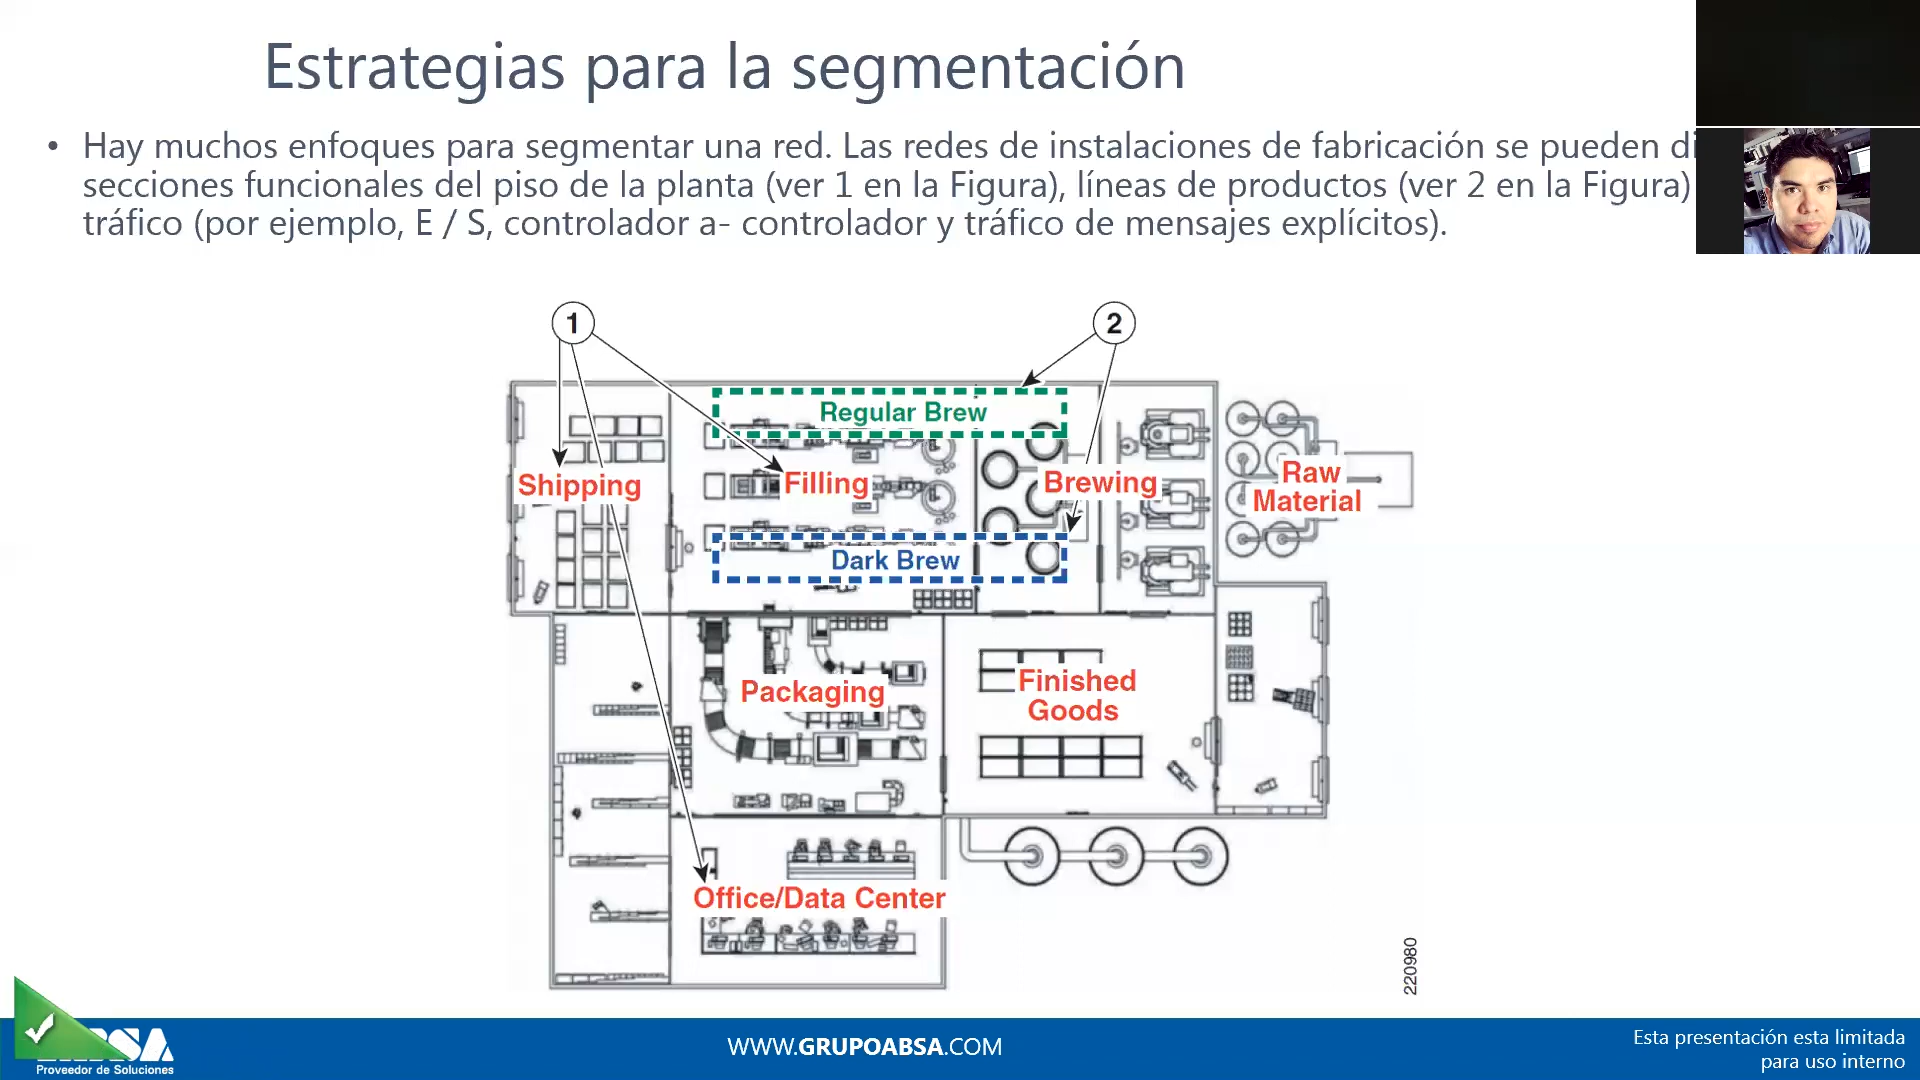 Estrategias para la segmentación
• Hay muchos enfoques para segmentar una red. Las redes de instalaciones de fabricación se pueden di
secciones funcionales del piso de la planta (ver 1 en la Figura), líneas de productos (ver 2 en la Figura)
tráfico (por ejemplo, E / S, controlador a- controlador y tráfico de mensajes explícitos).
1
2
Regular Brew
Shipping
Filling
Brewing
Raw
Material
Dark Brew
Packaging
Finished
Goods
Office/Data Center
220980
Proveedor de Soluciones
WWW.GRUPOABSA.COM
Esta presentación esta limitada
para uso interno